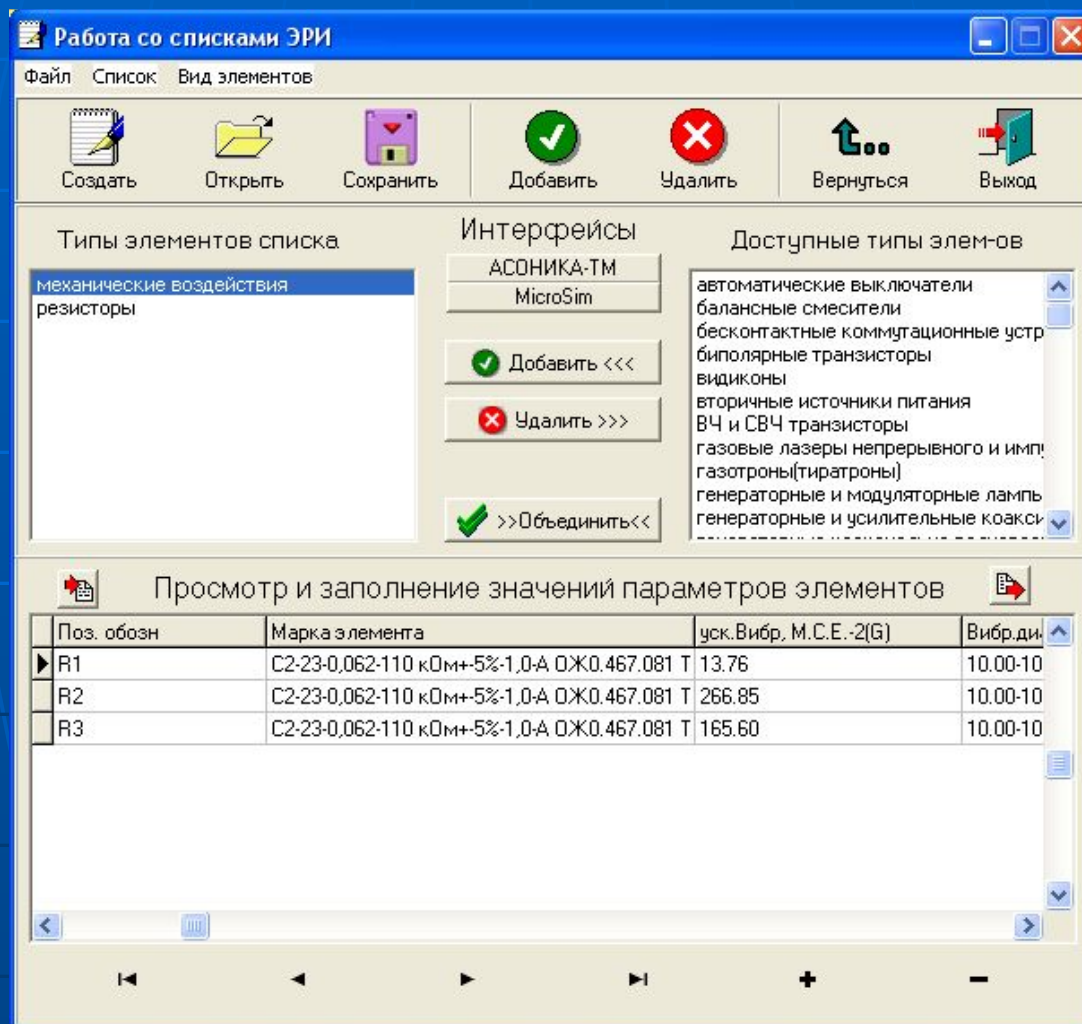 Работа со списками ЭРИ
Файл Список Вид элементов
Создать Открыть Сохранить Добавить Удалить Вернуться Выход
Типы элементов списка
механические воздействия
резисторы
Интерфейсы
АСОНИКА-ТМ
MicroSim
Добавить <<<
Удалить >>>
>>Объединить<<
Доступные типы элем-ов
автоматические выключатели
балансные смесители
бесконтактные коммутационные устр
биполярные транзисторы
видиконы
вторичные источники питания
ВЧ и СВЧ транзисторы
газовые лазеры непрерывного и имп
газотроны(тиратроны)
генераторные и модуляторные лампы
генераторные и усилительные коакси
Просмотр и заполнение значений параметров элементов
Поз. обозн Марка элемента уск.Вибр, М.С.Е.-2(G) Вибр.ди
R1 С2-23-0,062-110 кОм+-5%-1,0-А ОЖ0.467.081 Т 13.76 10.00-10
R2 С2-23-0,062-110 кОм+-5%-1,0-А ОЖ0.467.081 Т 266.85 10.00-10
R3 С2-23-0,062-110 кОм+-5%-1,0-А ОЖ0.467.081 Т 165.60 10.00-10